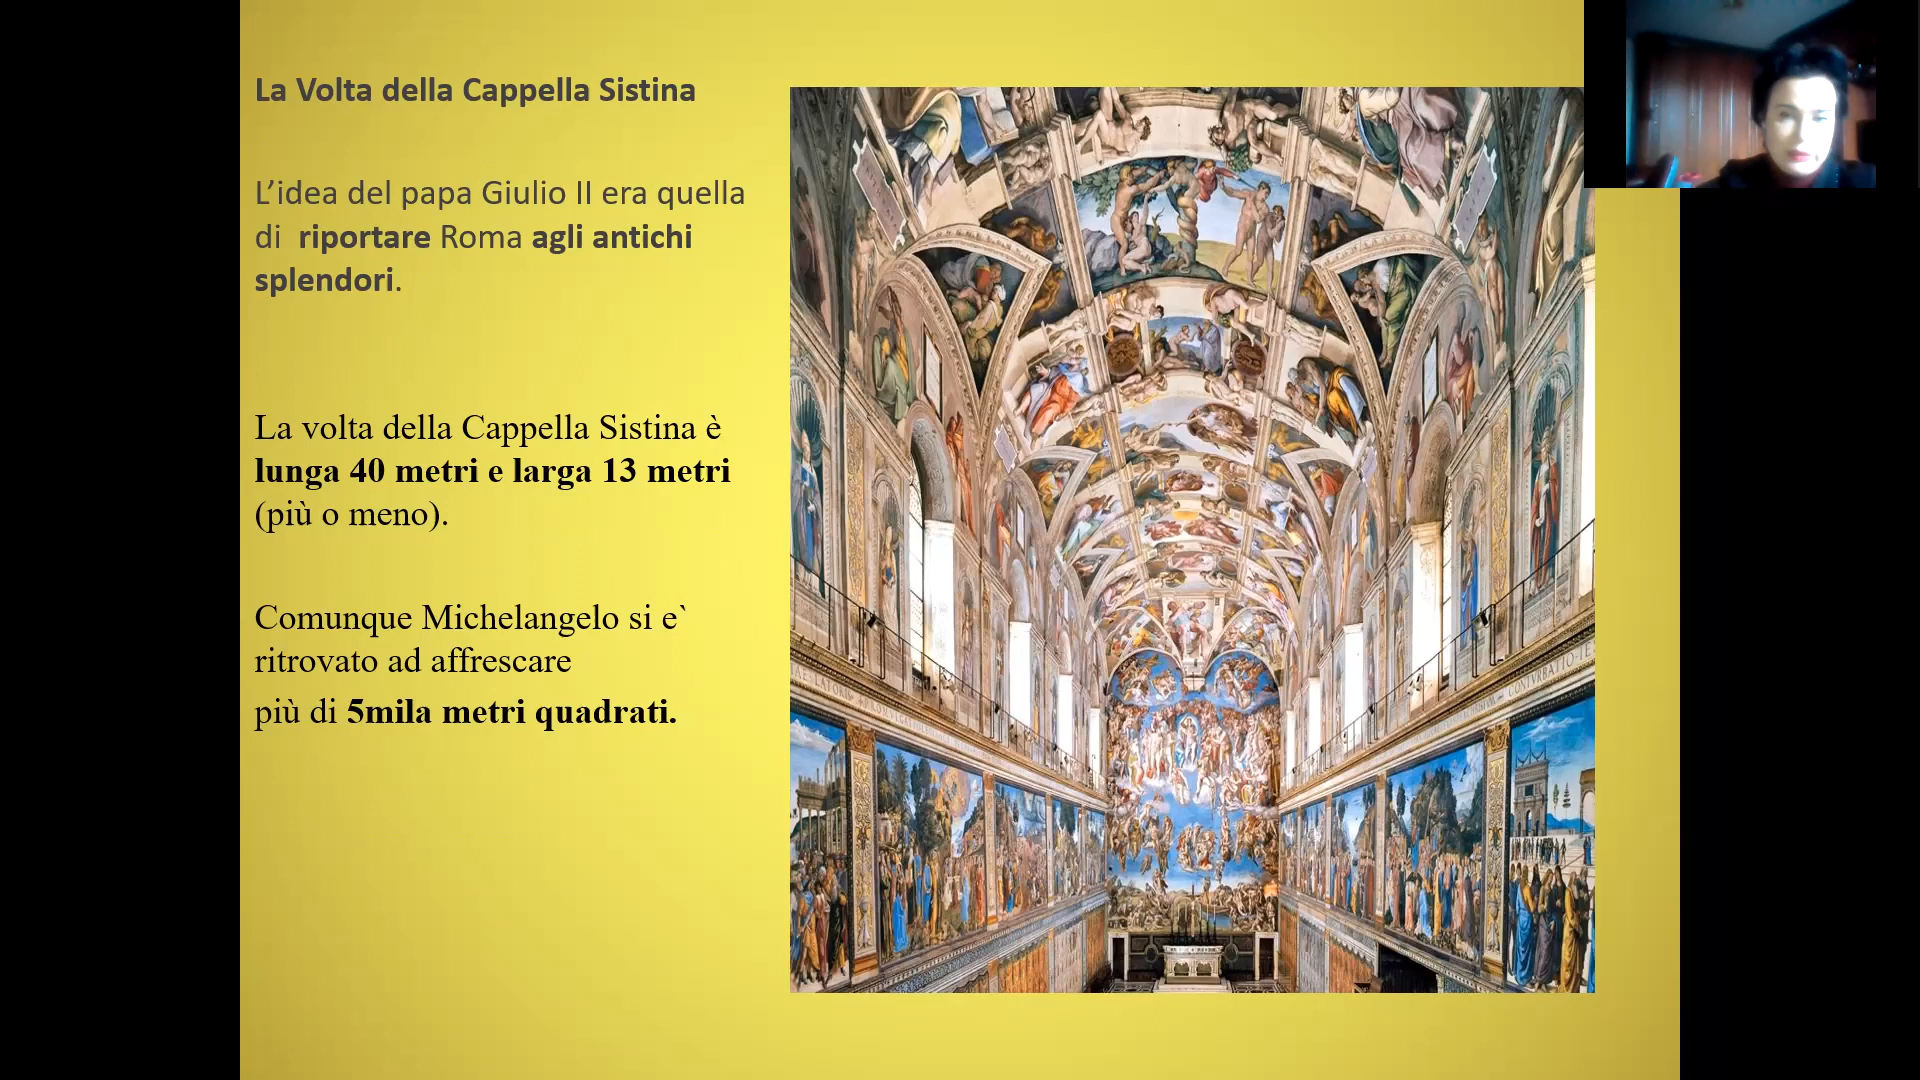 La Volta della Cappella Sistina
L’idea del papa Giulio II era quella
di  riportare Roma agli antichi
splendori.
La volta della Cappella Sistina è
lunga 40 metri e larga 13 metri
(più o meno).
Comunque Michelangelo si e`
ritrovato ad affrescare
più di 5mila metri quadrati.